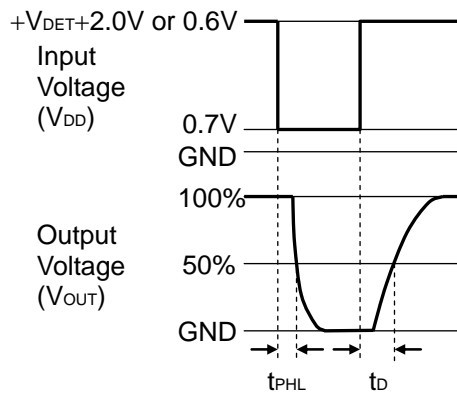 +VDET+2.0V or 0.6V
Input
Voltage
(VDD)
0.7V
GND
100%
Output
Voltage
(VOUT)
50%
GND
tPHL
tD